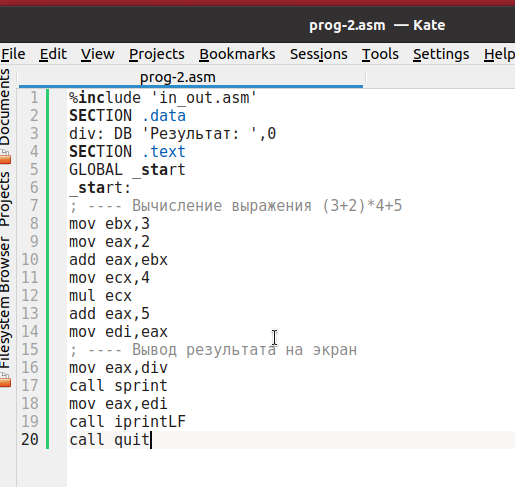 prog-2.asm — Kate
File Edit View Projects Bookmarks Sessions Tools Settings Help
prog-2.asm
Documents
Projects
Filesystem Browser
1 %include 'in_out.asm'
2 SECTION .data
3 div: DB 'Результат: ',0
4 SECTION .text
5 GLOBAL _start
6 _start:
7 ; ---- Вычисление выражения (3+2)*4+5
8 mov ebx,3
9 mov eax,2
10 add eax,ebx
11 mov ecx,4
12 mul ecx
13 add eax,5
14 mov edi,eax
15 ; ---- Вывод результата на экран
16 mov eax,div
17 call sprint
18 mov eax,edi
19 call iprintLF
20 call quit